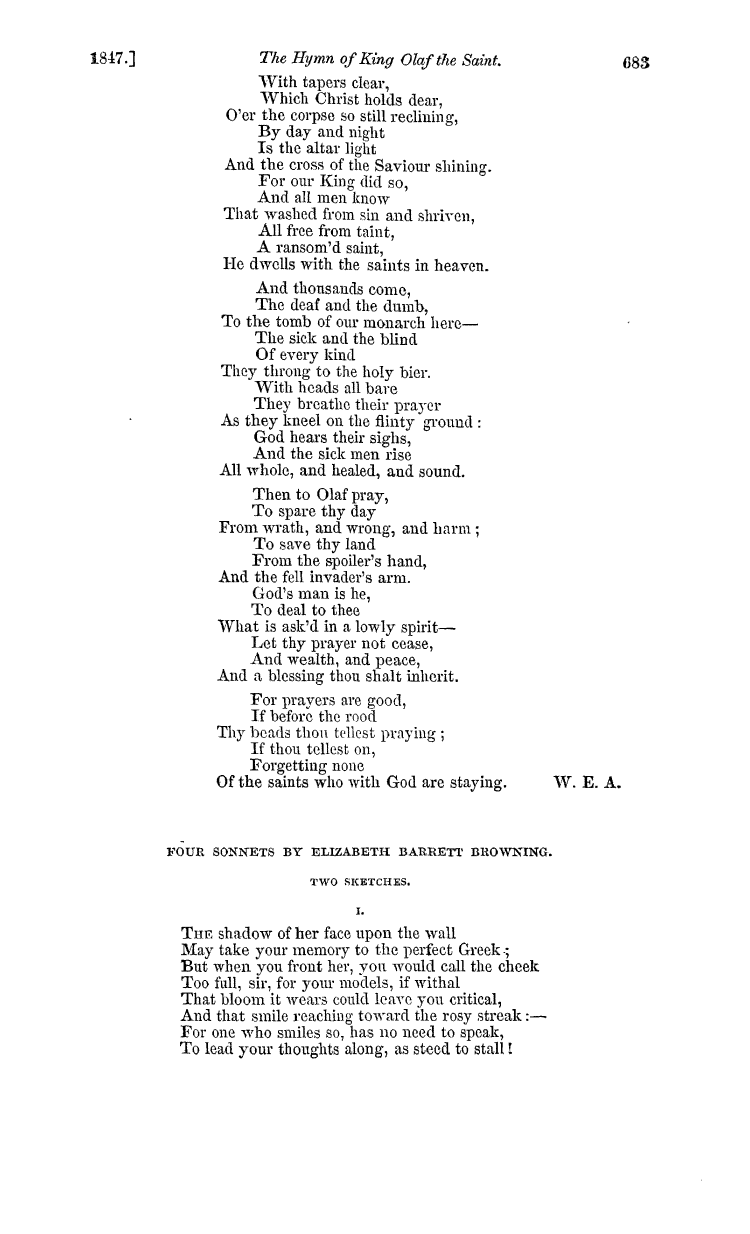 1847.] The Hymn of King Olaf the Saint. 683
With tapers clear,
Which Christ holds dear,
O'er the corpse so still reclining,
By day and night
Is the altar light
And the cross of the Saviour shining.
For our King did so,
And all men know
That washed from sin and shriven,
All free from taint,
A ransom'd saint,
He dwells with the saints in heaven.
And thousands come,
The deaf and the dumb,
To the tomb of our monarch here—
The sick and the blind
Of every kind
They throng to the holy bier.
With heads all bare
They breathe their prayer
As they kneel on the flinty ground:
God hears their sighs,
And the sick men rise
All whole, and healed, and sound.
Then to Olaf pray,
To spare thy day
From wrath, and wrong, and harm;
To save thy land
From the spoiler's hand,
And the fell invader's arm.
God's man is he,
To deal to thee
What is ask'd in a lowly spirit—
Let thy prayer not cease,
And wealth, and peace,
And a blessing thou shalt inherit.
For prayers are good,
If before the rood
Thy beads thou tellest praying;
If thou tellest on,
Forgetting none
Of the saints who with God are staying. W. E. A.
FOUR SONNETS BY ELIZABETH BARRETT BROWNING.
TWO SKETCHES.
I.
THE shadow of her face upon the wall
May take your memory to the perfect Greek;
But when you front her, you would call the cheek
Too full, sir, for your models, if withal
That bloom it wears could leave you critical,
And that smile reaching toward the rosy streak:—
For one who smiles so, has no need to speak,
To lead your thoughts along, as steed to stall!